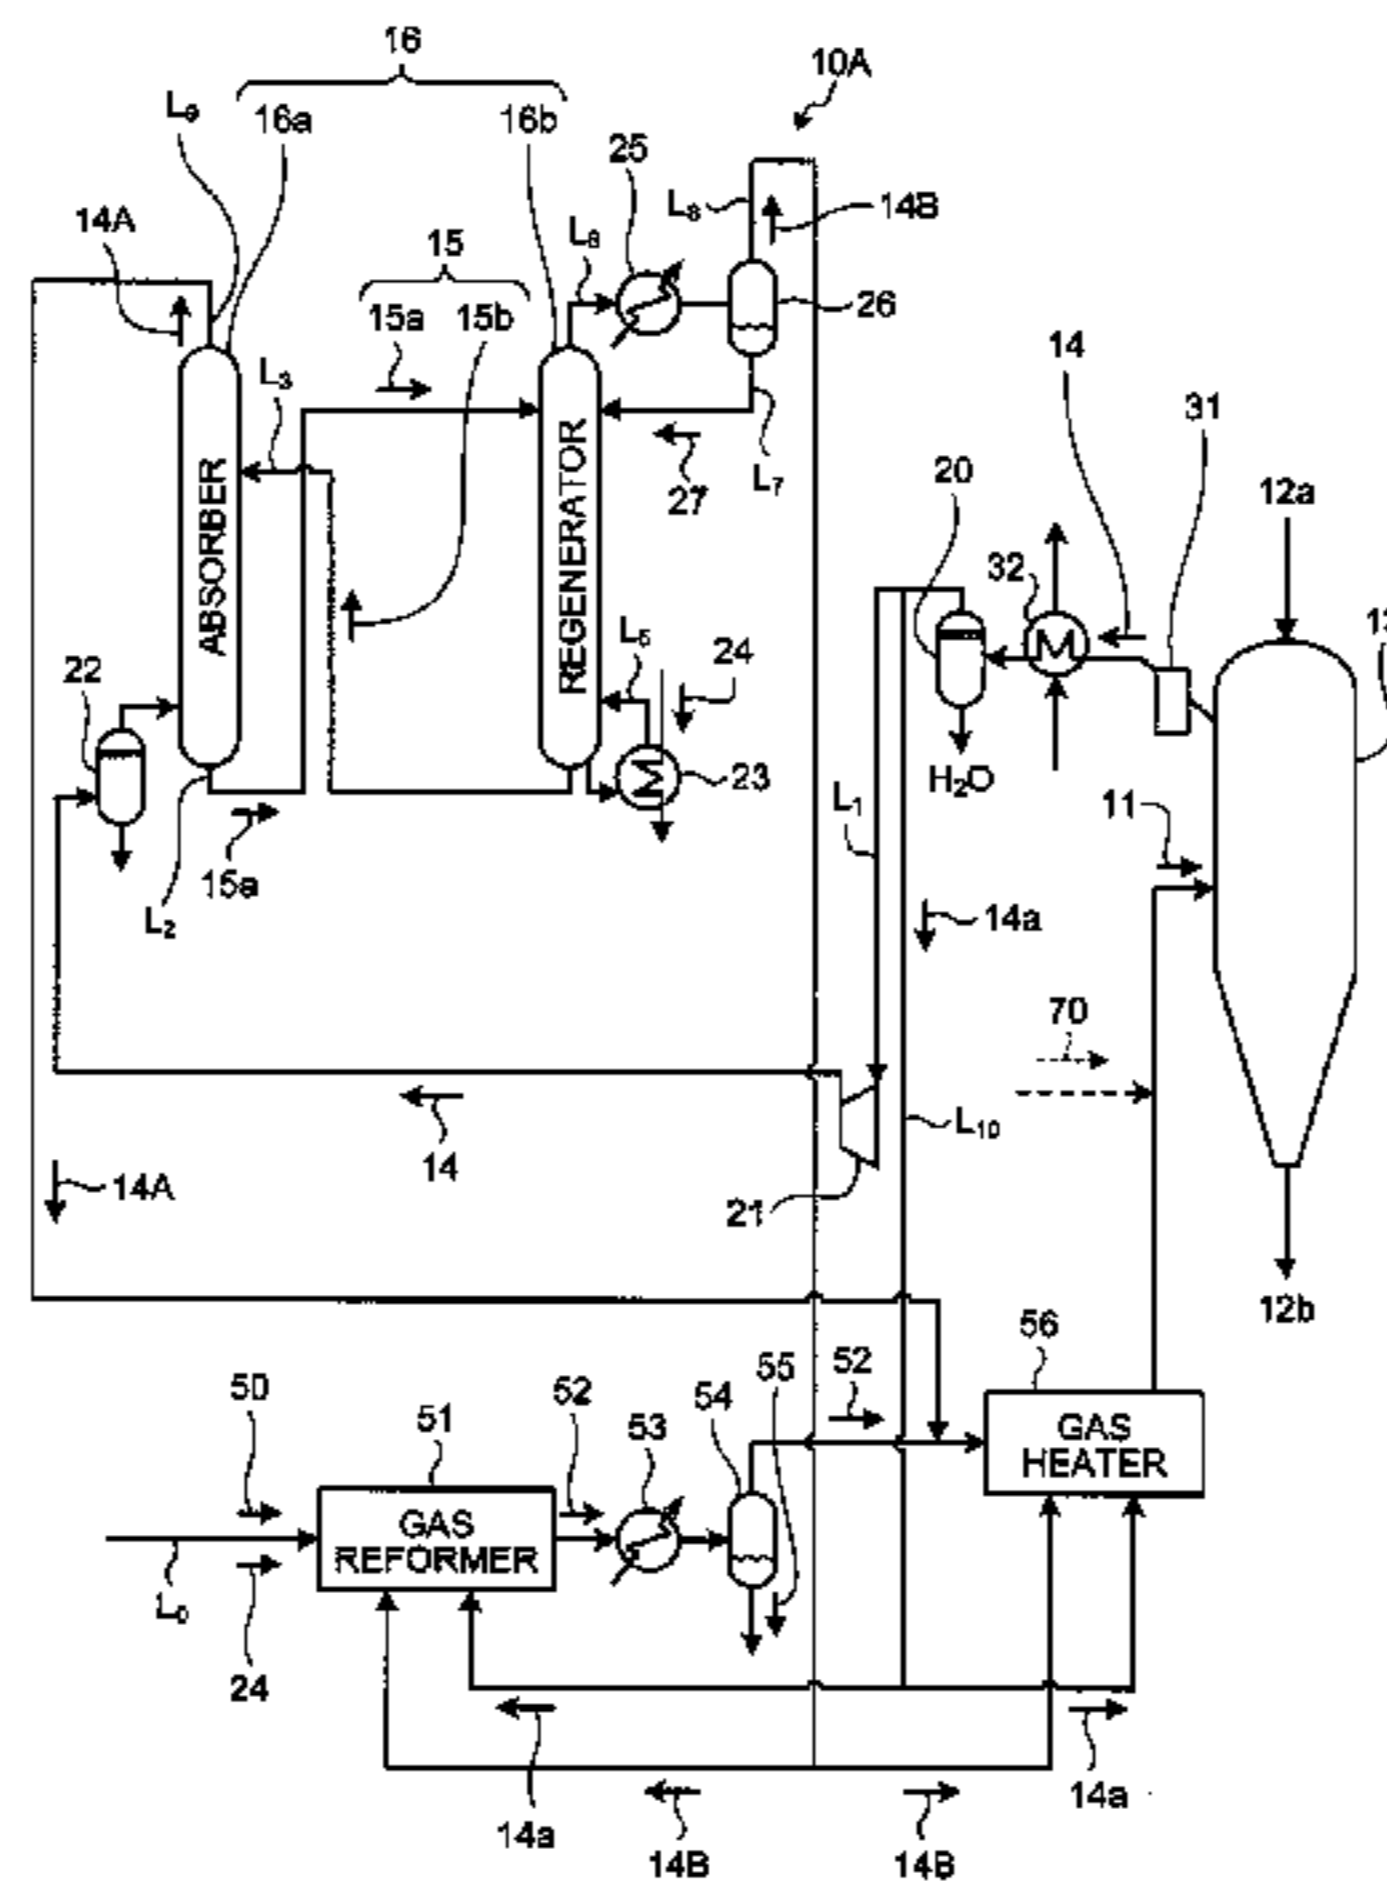 16
10A
L9
16a
16b
25
L8
14B
14A
15
L6
26
15a
15b
14
L3
31
27
L7
20
12a
32
ABSORBER
REGENERATOR
L5
24
22
23
H2O
L1
11
15a
L2
14a
70
L10
14
14A
21
12b
56
55
52
50
52
54
51
53
GAS
HEATER
GAS
REFORMER
L0
24
14a
14a
14B
14B